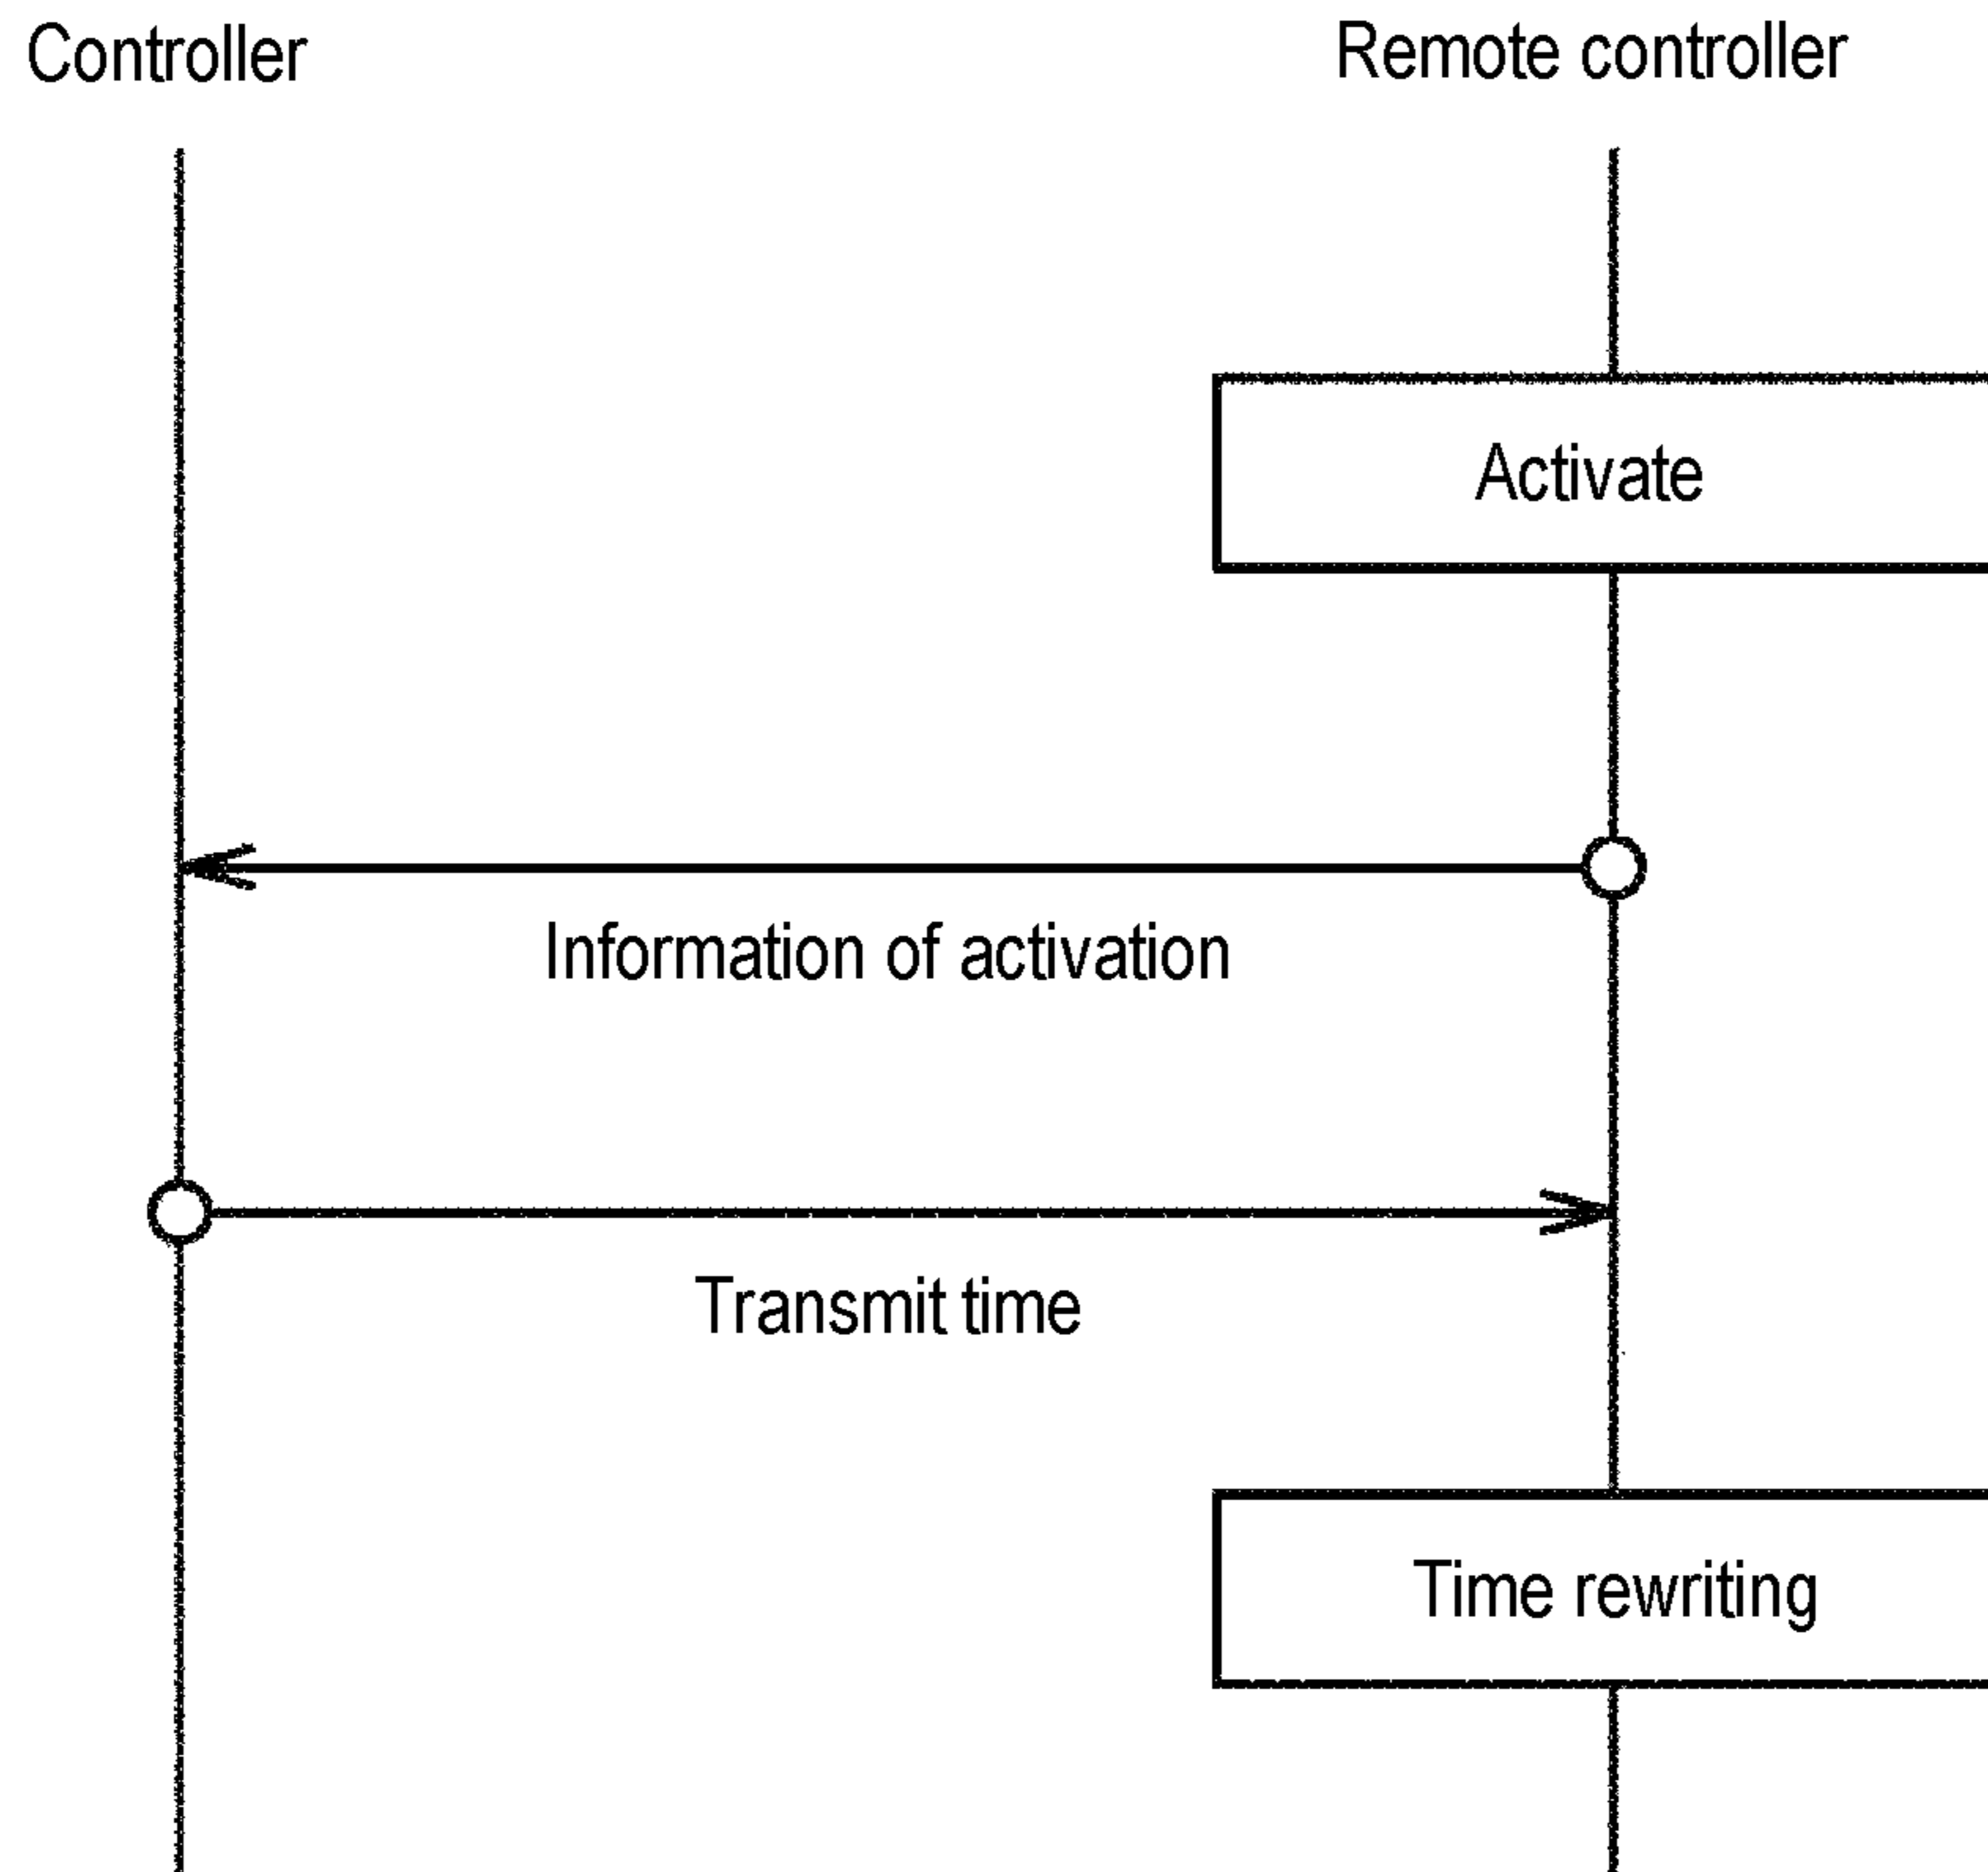 Controller
Remote controller
Activate
Information of activation
Transmit time
Time rewriting